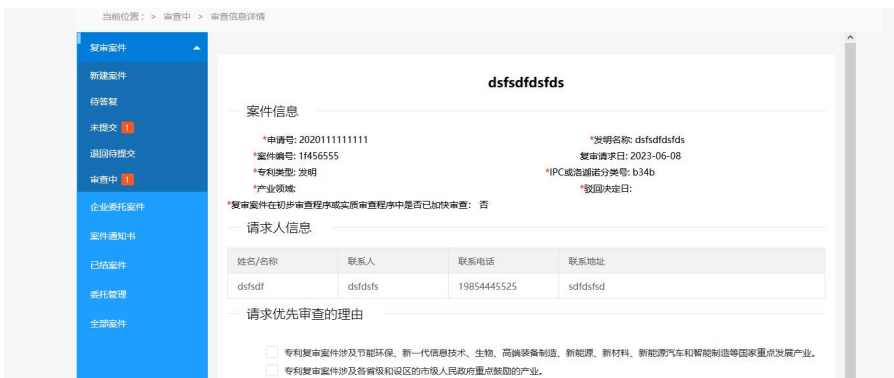 当前位置： > 审查中 > 审查信息详情
复审案件
新建案件
待答复
未提交 1
退回待提交
审查中 1
企业委托案件
案件通知书
已结案件
委托管理
全部案件
dsfsdfdsfds
案件信息
*申请号: 2020111111111 *发明名称: dsfsdfdsfds
*案件编号: 1f456555 复审请求日: 2023-06-08
*专利类型: 发明 *IPC或洛迦诺分类号: b34b
*产业领域: *驳回决定日:
*复审案件在初步审查程序或实质审查程序中是否已加快审查： 否
请求人信息
姓名/名称 联系人 联系电话 联系地址
dsfsdf dsfdsfs 19854445525 sdfdsfsd
请求优先审查的理由
专利复审案件涉及节能环保、新一代信息技术、生物、高端装备制造、新能源、新材料、新能源汽车和智能制造等国家重点发展产业。
专利复审案件涉及各省级和设区的市级人民政府重点鼓励的产业。